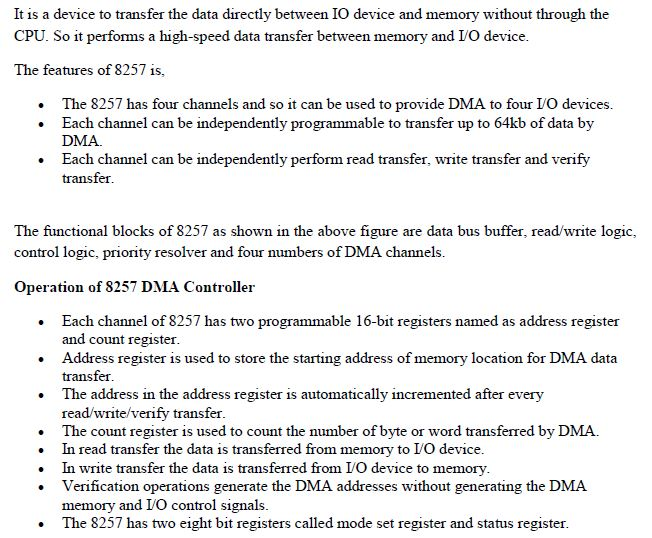 It is a device to transfer the data directly between IO device and memory without through the
CPU. So it performs a high-speed data transfer between memory and I/O device.
The features of 8257 is,
• The 8257 has four channels and so it can be used to provide DMA to four I/O devices.
• Each channel can be independently programmable to transfer up to 64kb of data by
DMA.
• Each channel can be independently perform read transfer, write transfer and verify
transfer.
The functional blocks of 8257 as shown in the above figure are data bus buffer, read/write logic,
control logic, priority resolver and four numbers of DMA channels.
Operation of 8257 DMA Controller
• Each channel of 8257 has two programmable 16-bit registers named as address register
and count register.
• Address register is used to store the starting address of memory location for DMA data
transfer.
• The address in the address register is automatically incremented after every
read/write/verify transfer.
• The count register is used to count the number of byte or word transferred by DMA.
• In read transfer the data is transferred from memory to I/O device.
• In write transfer the data is transferred from I/O device to memory.
• Verification operations generate the DMA addresses without generating the DMA
memory and I/O control signals.
• The 8257 has two eight bit registers called mode set register and status register.